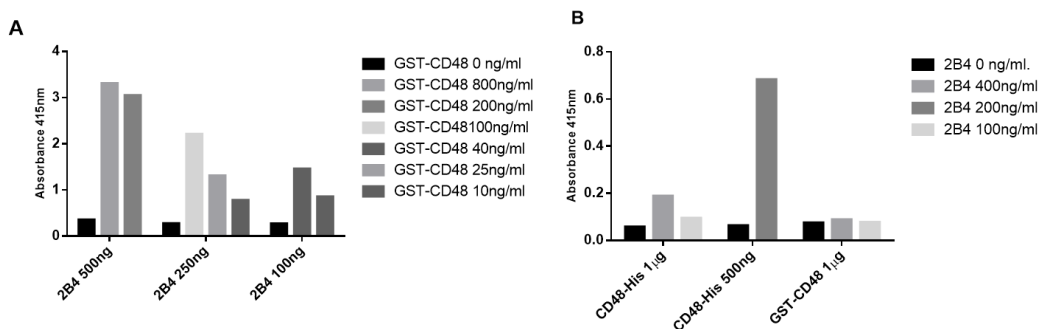 A
Absorbance 415nm
4
3
2
1
0
2B4 500ng
2B4 250ng
2B4 100ng
GST-CD48 0 ng/ml
GST-CD48 800ng/ml
GST-CD48 200ng/ml
GST-CD48100ng/ml
GST-CD48 40ng/ml
GST-CD48 25ng/ml
GST-CD48 10ng/ml
B
Absorbance 415nm
0.8
0.6
0.4
0.2
0.0
CD48-His 1µg
CD48-His 500ng
GST-CD48 1µg
2B4 0 ng/ml.
2B4 400ng/ml
2B4 200ng/ml
2B4 100ng/ml